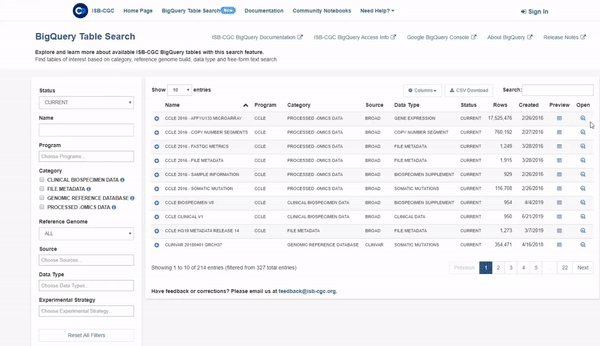 ISB-CGC Home Page BigQuery Table Search New Documentation Community Notebooks Need Help? Sign In
BigQuery Table Search
ISB-CGC BigQuery Documentation ISB-CGC BigQuery Access Info Google BigQuery Console About BigQuery Release Notes
Explore and learn more about available ISB-CGC BigQuery tables with this search feature.
Find tables of interest based on category, reference genome build, data type and free-form text search.
Status
CURRENT
Name
Program
Choose Programs...
Category
CLINICAL BIOSPECIMEN DATA
FILE METADATA
GENOMIC REFERENCE DATABASE
PROCESSED -OMICS DATA
Reference Genome
ALL
Source
Choose Sources...
Data Type
Choose Data Types...
Experimental Strategy
Choose Experimental Strategy...
Reset All Filters
Show 10 entries Columns CSV Download Search:
Name Program Category Source Data Type Status Rows Created Preview Open
CCLE 2016 - AFFYU133 MICROARRAY CCLE PROCESSED -OMICS DATA BROAD GENE EXPRESSION CURRENT 17,525,476 2/26/2016
CCLE 2016 - COPY NUMBER SEGMENTS CCLE PROCESSED -OMICS DATA BROAD COPY NUMBER SEGMENT CURRENT 760,192 2/27/2016
CCLE 2016 - FASTQC METRICS CCLE PROCESSED -OMICS DATA BROAD FILE METADATA CURRENT 1,249 3/28/2016
CCLE 2016 - FILE METADATA CCLE PROCESSED -OMICS DATA BROAD FILE METADATA CURRENT 1,915 3/28/2016
CCLE 2016 - SAMPLE INFORMATION CCLE PROCESSED -OMICS DATA BROAD BIOSPECIMEN SUPPLEMENT CURRENT 929 2/26/2016
CCLE 2016 - SOMATIC MUTATION CCLE PROCESSED -OMICS DATA BROAD SOMATIC MUTATIONS CURRENT 116,708 2/26/2016
CCLE BIOSPECIMEN V0 CCLE CLINICAL BIOSPECIMEN DATA BROAD BIOSPECIMEN SUPPLEMENT CURRENT 954 4/4/2019
CCLE CLINICAL V1 CCLE CLINICAL BIOSPECIMEN DATA BROAD CLINICAL DATA CURRENT 950 6/21/2019
CCLE HG19 METADATA RELEASE 14 CCLE FILE METADATA BROAD FILE METADATA CURRENT 1,273 3/7/2019
CLINVAR 20180401 GRCH37 GENOMIC REFERENCE DATABASE CLINVAR SOMATIC MUTATIONS CURRENT 354,471 4/16/2018
Showing 1 to 10 of 214 entries (filtered from 327 total entries) Previous 1 2 3 4 5 22 Next
Have feedback or corrections? Please email us at feedback@isb-cgc.org.